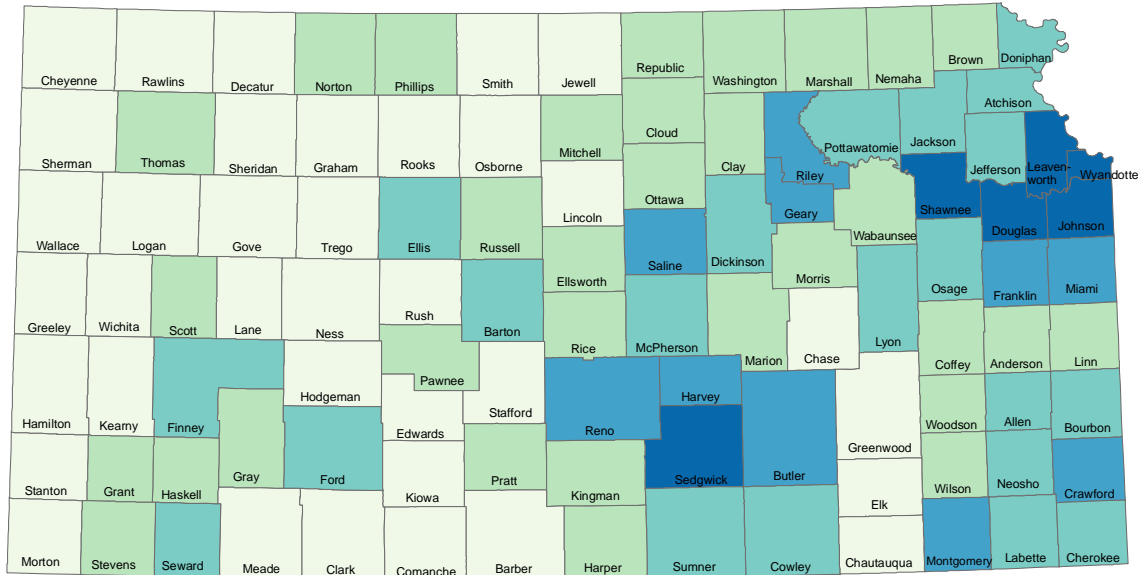 Cheyenne
Rawlins
Decatur
Norton
Phillips
Smith
Jewell
Republic
Washington
Marshall
Nemaha
Brown
Doniphan
Sherman
Thomas
Sheridan
Graham
Rooks
Osborne
Mitchell
Cloud
Clay
Riley
Pottawatomie
Jackson
Atchison
Jefferson
Leaven-
worth
Wyandotte
Wallace
Logan
Gove
Trego
Ellis
Russell
Lincoln
Ottawa
Saline
Dickinson
Geary
Wabaunsee
Shawnee
Douglas
Johnson
Greeley
Wichita
Scott
Lane
Ness
Rush
Barton
Ellsworth
Rice
McPherson
Marion
Morris
Chase
Lyon
Osage
Franklin
Miami
Hamilton
Kearny
Finney
Hodgeman
Pawnee
Edwards
Stafford
Reno
Harvey
Sedgwick
Butler
Greenwood
Coffey
Anderson
Linn
Woodson
Allen
Bourbon
Stanton
Grant
Haskell
Gray
Ford
Kiowa
Pratt
Kingman
Elk
Wilson
Neosho
Crawford
Morton
Stevens
Seward
Meade
Clark
Comanche
Barber
Harper
Sumner
Cowley
Chautauqua
Montgomery
Labette
Cherokee